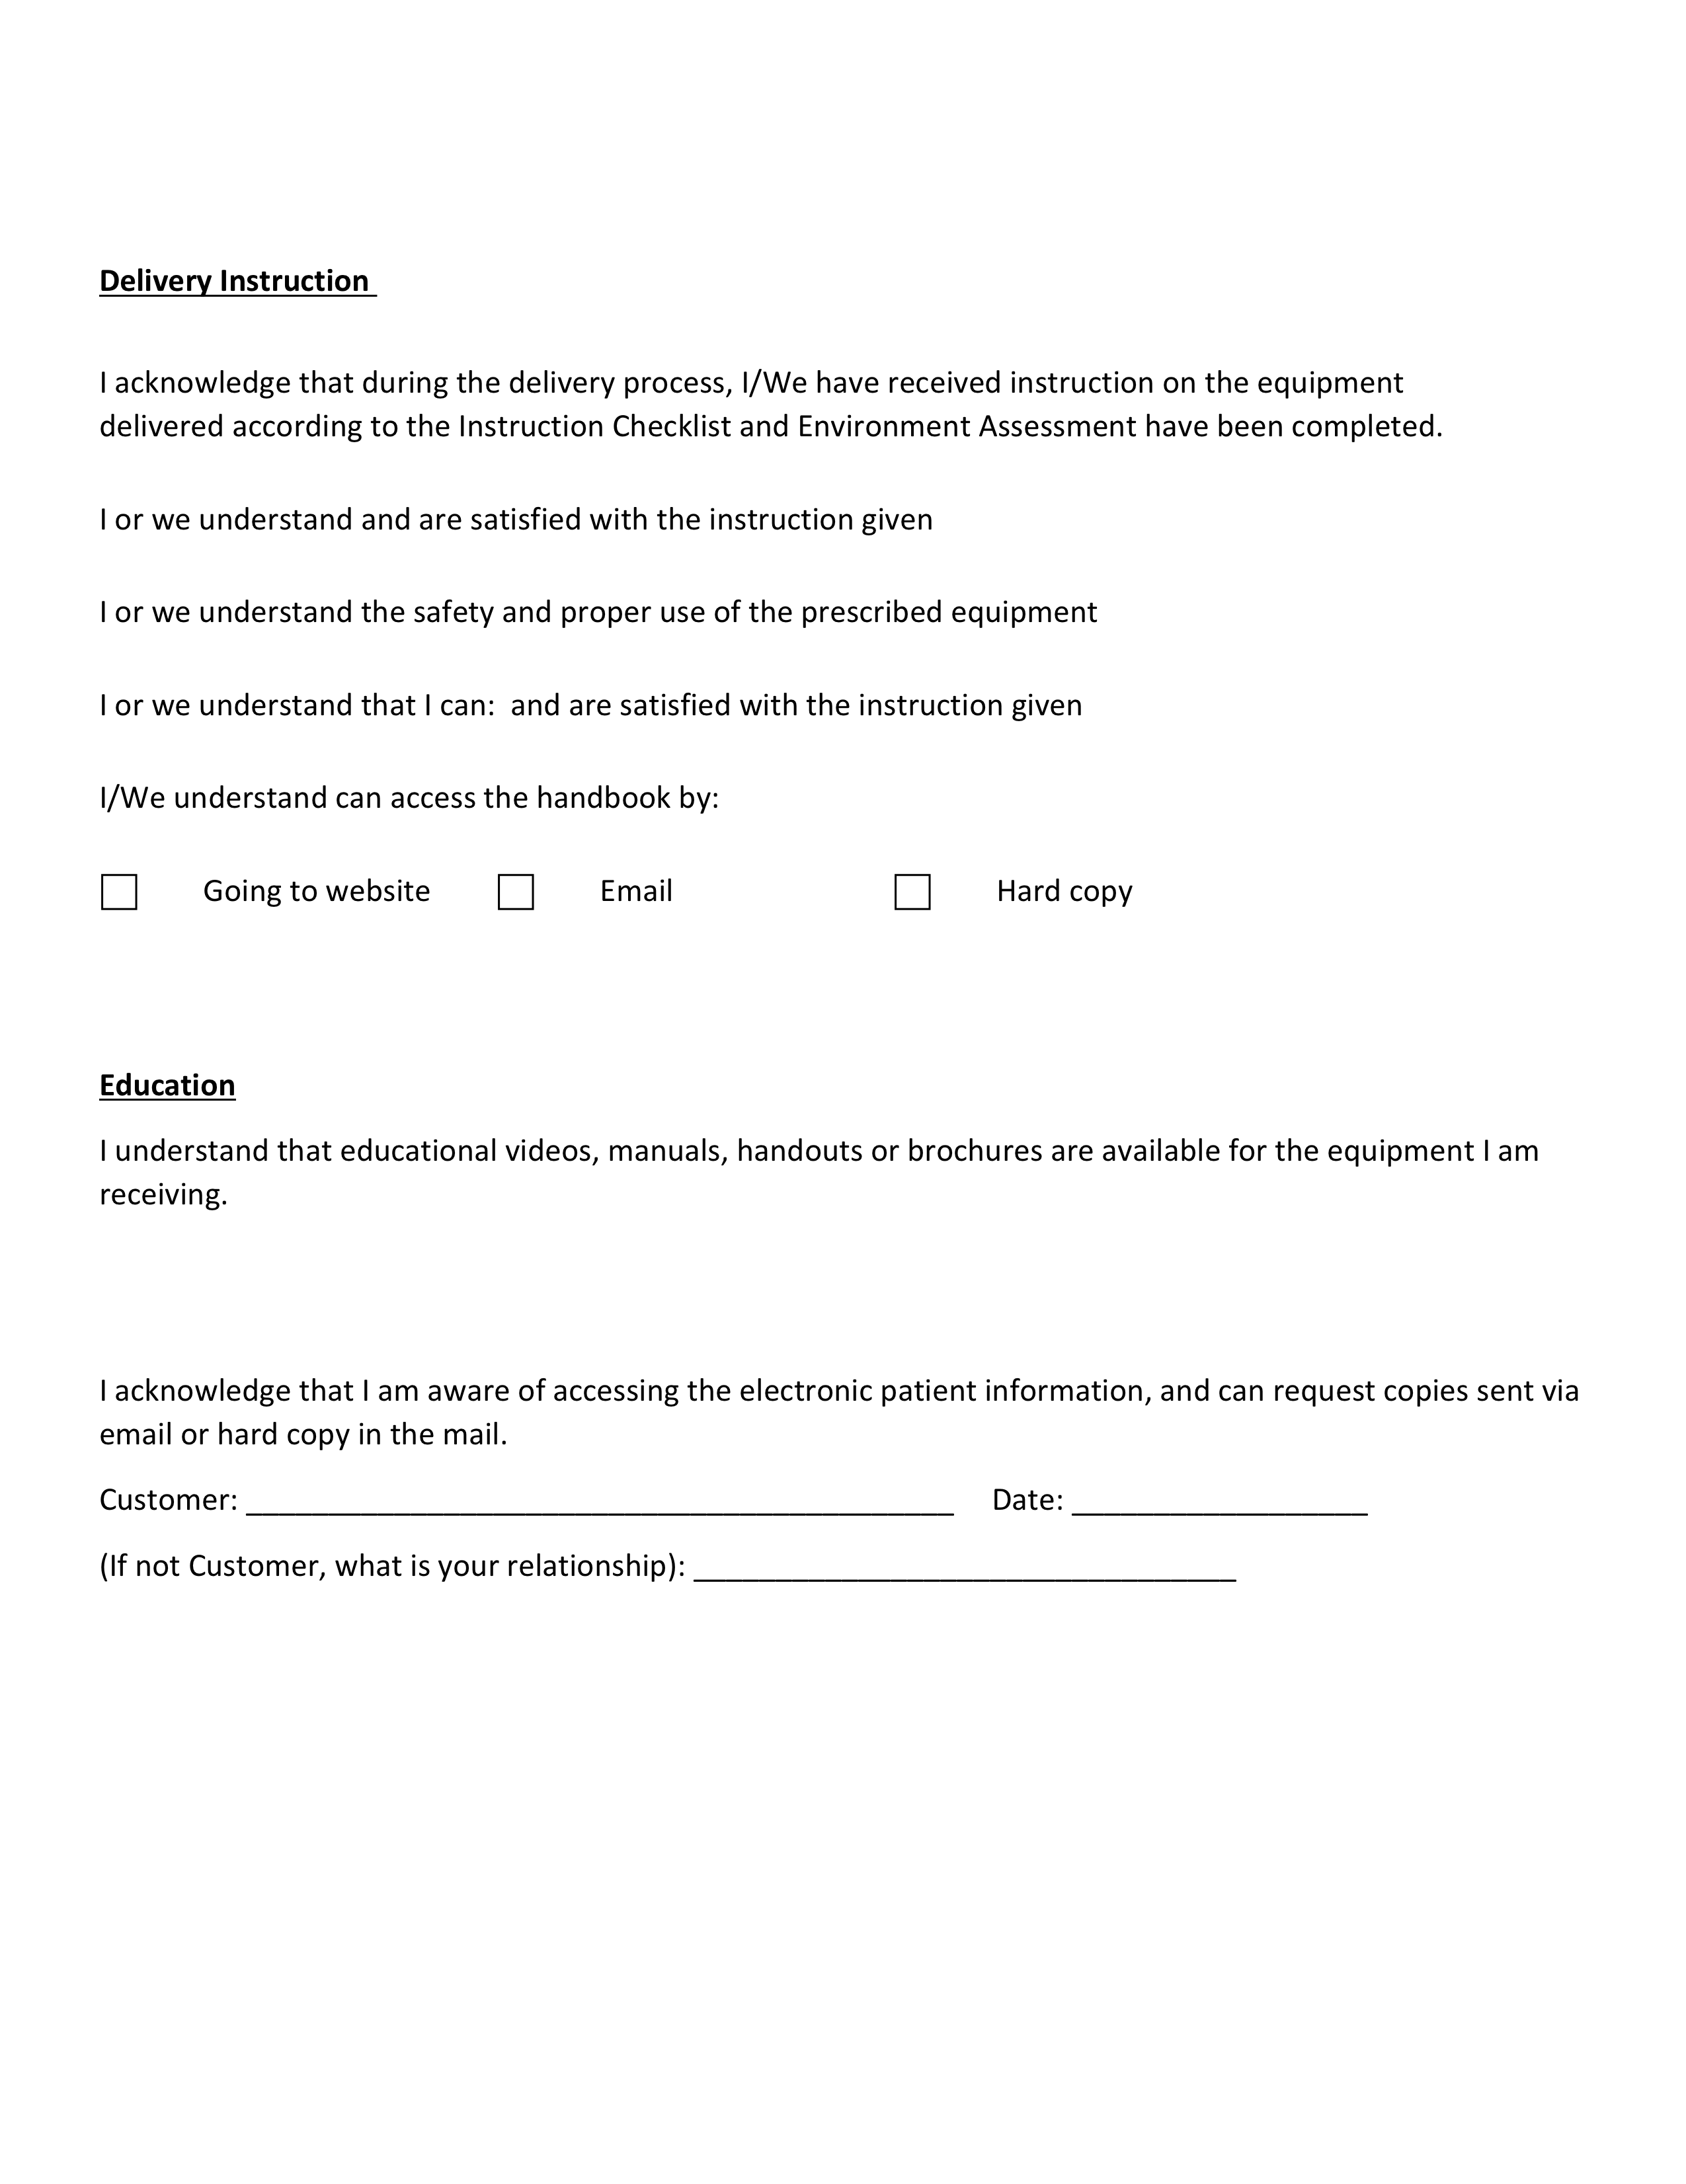 Delivery Instruction
I acknowledge that during the delivery process, I/We have received instruction on the equipment
delivered according to the Instruction Checklist and Environment Assessment have been completed.
I or we understand and are satisfied with the instruction given
I or we understand the safety and proper use of the prescribed equipment
I or we understand that I can:  and are satisfied with the instruction given
I/We understand can access the handbook by:
Going to website Email Hard copy
Education
I understand that educational videos, manuals, handouts or brochures are available for the equipment I am
receiving.
I acknowledge that I am aware of accessing the electronic patient information, and can request copies sent via
email or hard copy in the mail.
Customer: ___________________________________________ Date: __________________
(If not Customer, what is your relationship): _________________________________